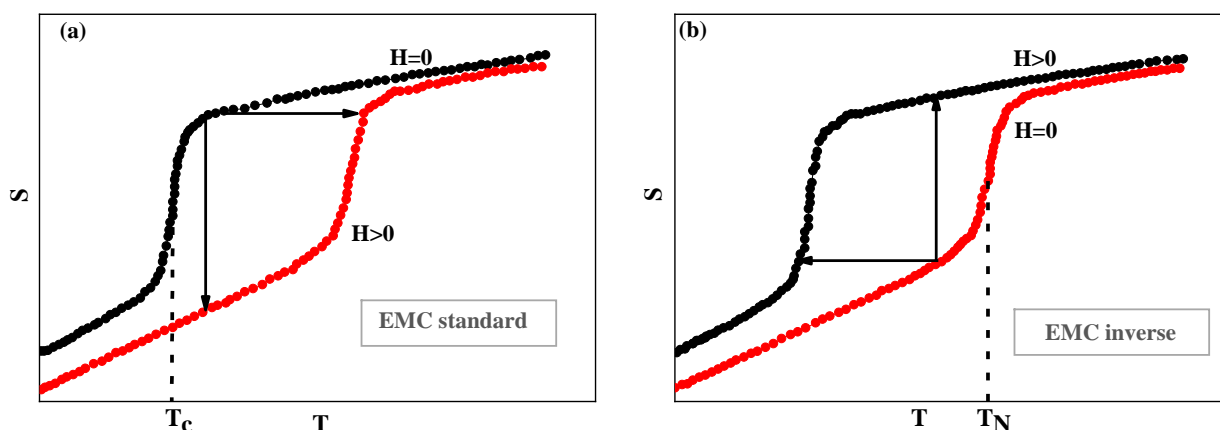 (a)
H=0
S
H>0
EMC standard
Tc
T
(b)
H>0
H=0
S
EMC inverse
T
TN